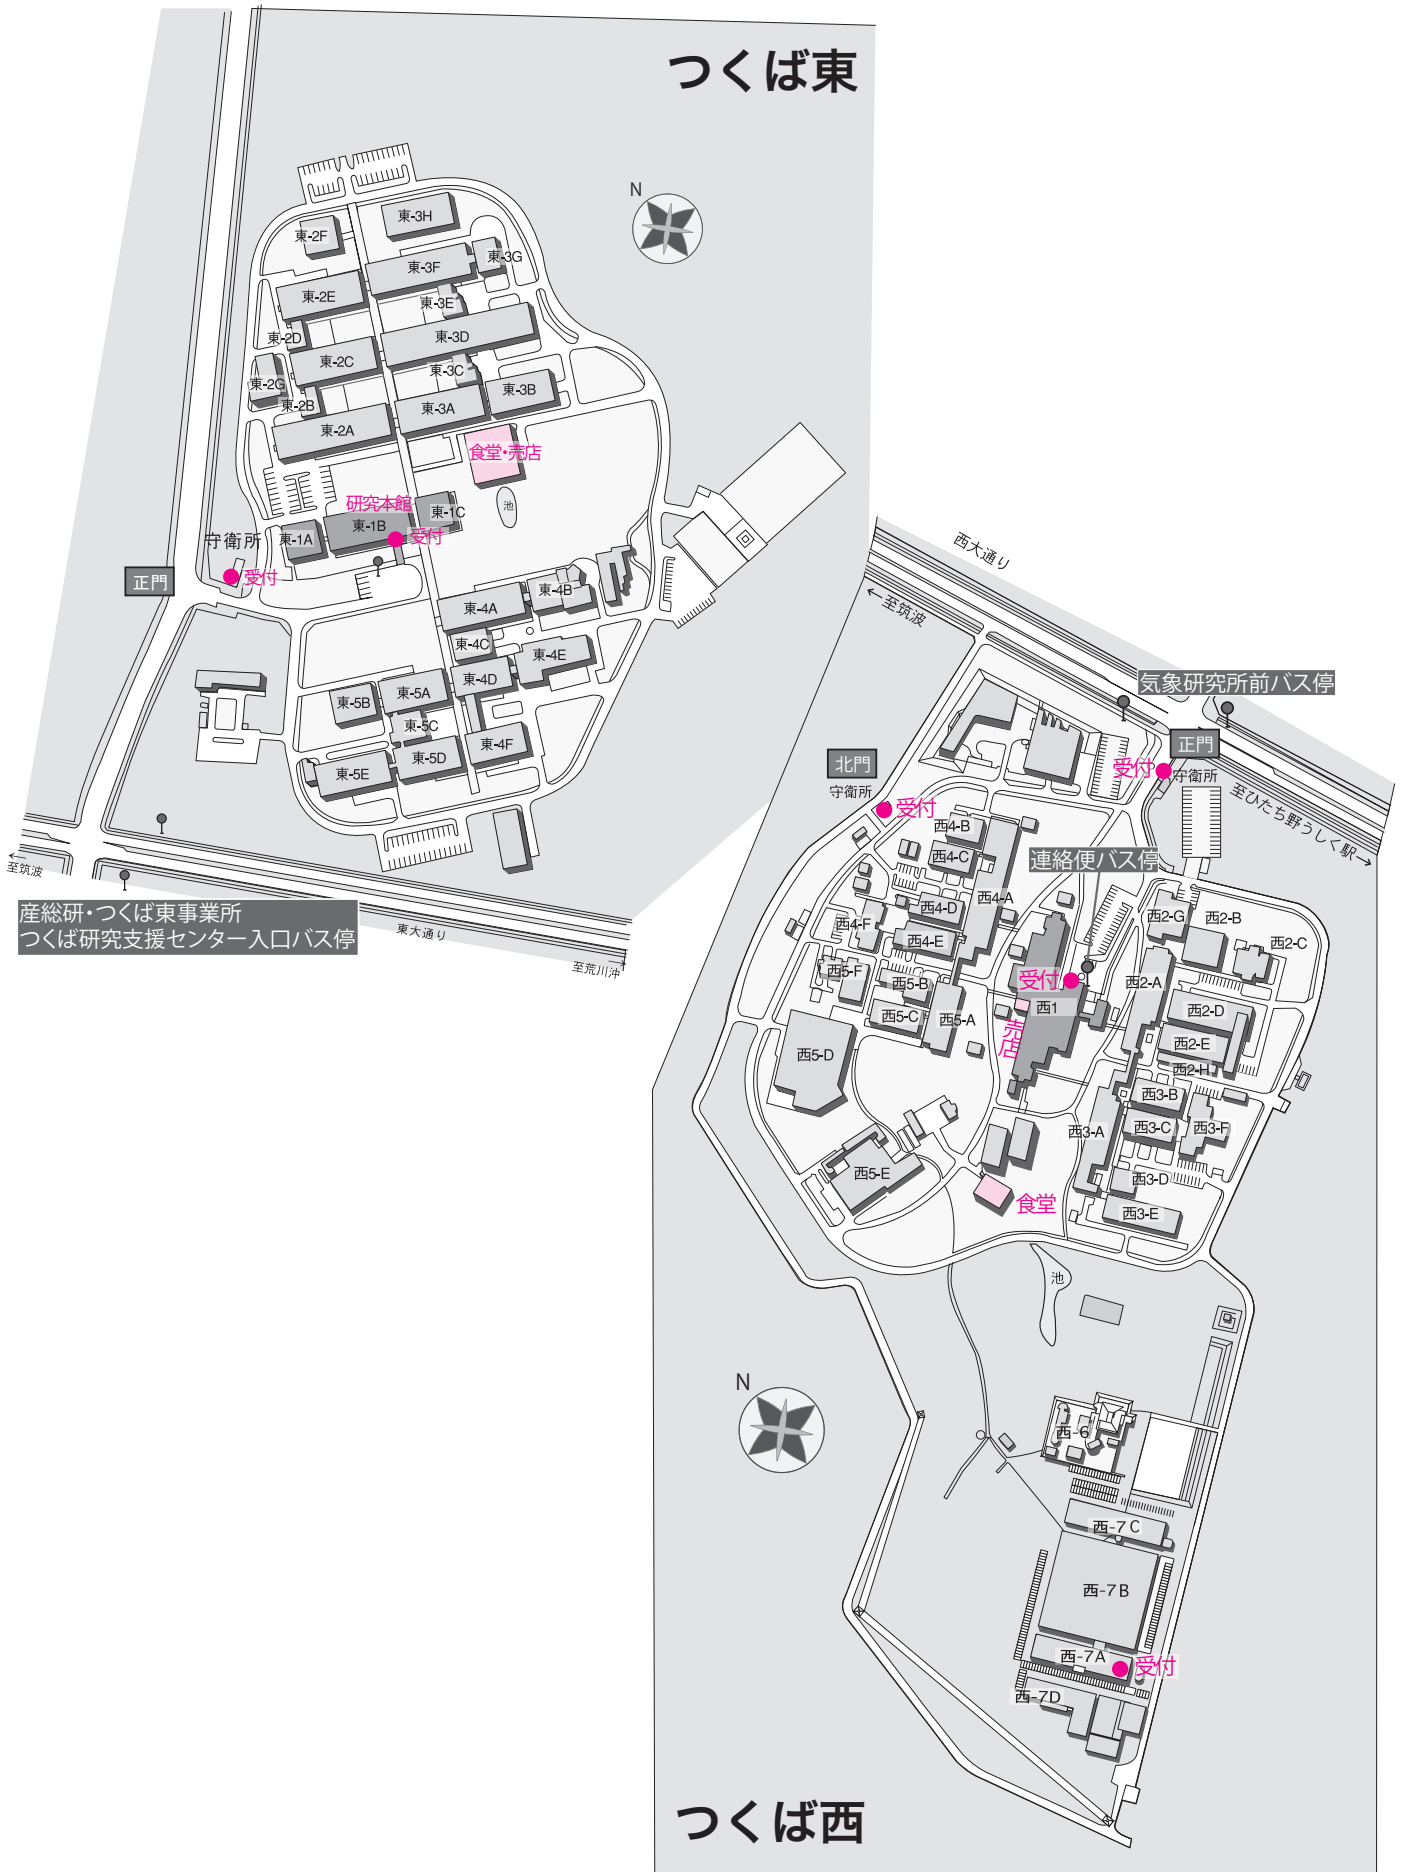 つくば東
N
東-3H
東-2F
東-3G
東-3F
東-2E
東-3E
東-2D
東-3D
東-2C
東-3C
東-2G
東-3B
東-2B
東-3A
東-2A
食堂・売店
研究本館
東-1C
池
東-1B
受付
東-1A
守衛所
受付
正門
東-4B
東-4A
東-4C
東-4E
東-4D
東-5A
東-5B
東-5C
東-4F
東-5D
東-5E
至筑波
産総研・つくば東事業所
つくば研究支援センター入口バス停
東大通り
至荒川沖
西大通り
至筑波
気象研究所前バス停
正門
受付
守衛所
至ひたち野うしく駅
北門
守衛所
受付
西4-B
西4-C
連絡便バス停
西4-A
西4-D
西4-F
西4-E
西2-G
西2-B
西2-C
西5-F
西5-B
受付
西2-A
西5-C
西5-A
西1
西2-D
売店
西2-E
西5-D
西2-H
西3-B
西3-C
西3-F
西3-A
西5-E
西3-D
食堂
西3-E
池
N
西-6
西-7C
西-7B
西-7A
受付
西-7D
つくば西